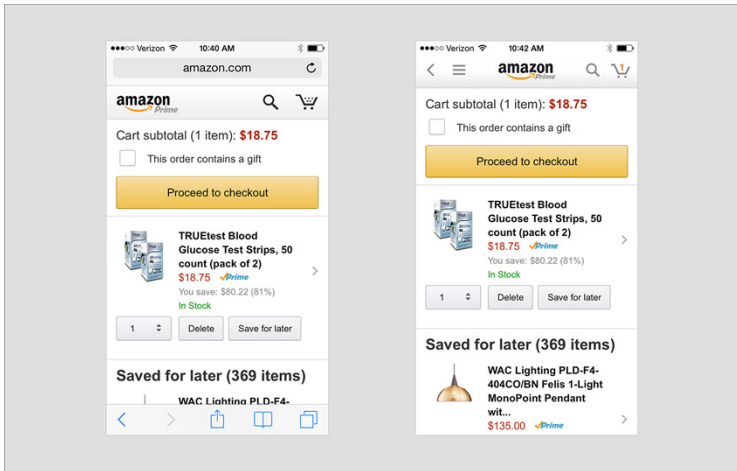 Verizon 10:40 AM
amazon.com
amazon
Prime
Cart subtotal (1 item): $18.75
This order contains a gift
Proceed to checkout
TRUEtest Blood
Glucose Test Strips, 50
count (pack of 2)
$18.75 Prime
You save: $80.22 (81%)
In Stock
1 Delete Save for later
Saved for later (369 items)
WAC Lighting PLD-F4-
Verizon 10:42 AM
amazon 1
Prime
Cart subtotal (1 item): $18.75
This order contains a gift
Proceed to checkout
TRUEtest Blood
Glucose Test Strips, 50
count (pack of 2)
$18.75 Prime
You save: $80.22 (81%)
In Stock
1 Delete Save for later
Saved for later (369 items)
WAC Lighting PLD-F4-
404CO/BN Felis 1-Light
MonoPoint Pendant
wit...
$135.00 Prime